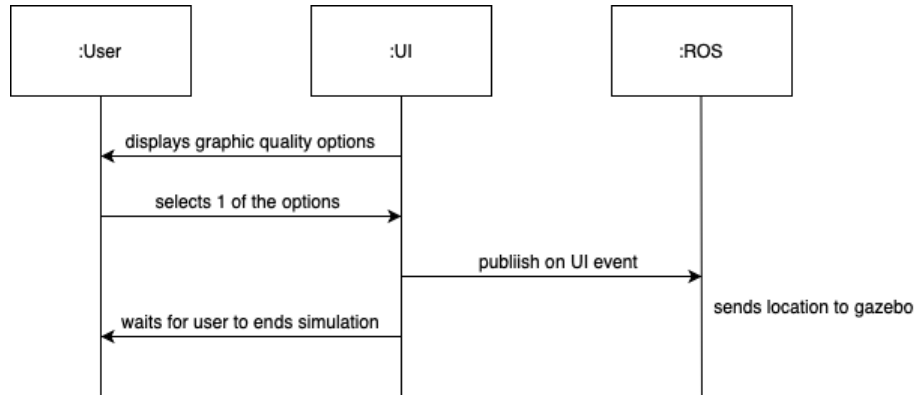 :User
:UI
:ROS
displays graphic quality options
selects 1 of the options
publiish on UI event
sends location to gazebo
waits for user to ends simulation